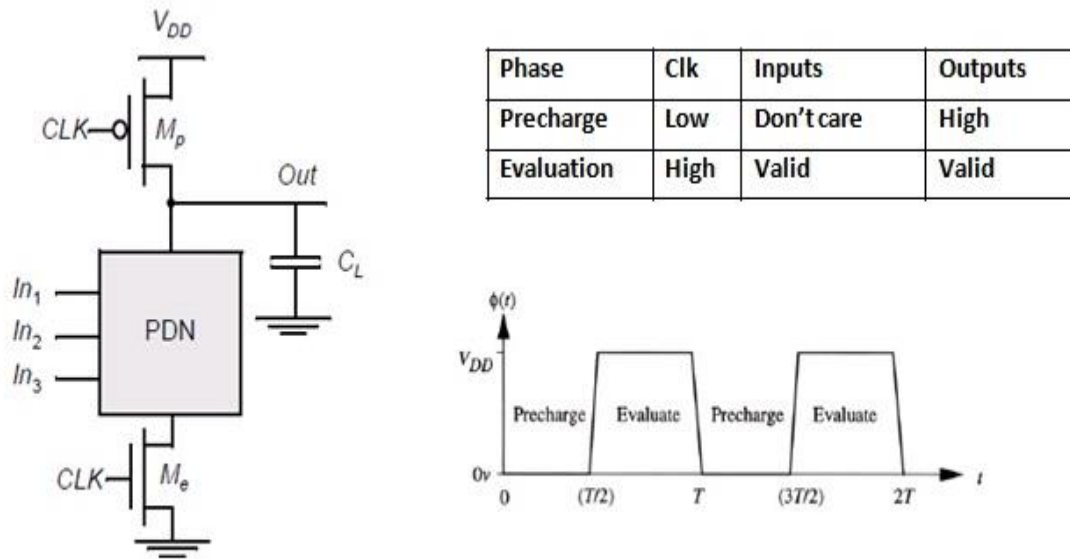 V_DD
CLK
M_p
Out
C_L
In_1
In_2
In_3
PDN
CLK
M_e
Phase Clk Inputs Outputs
Precharge Low Don't care High
Evaluation High Valid Valid
ϕ(t)
V_DD
Precharge Evaluate Precharge Evaluate
0v
0 (T/2) T (3T/2) 2T t